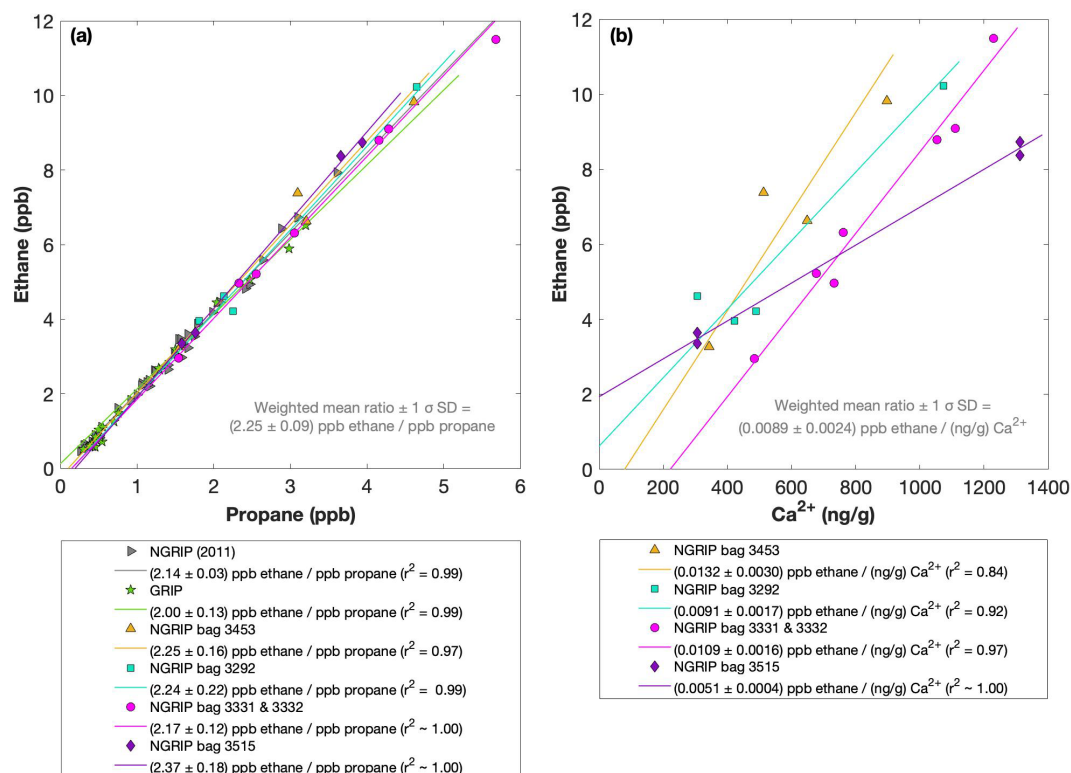 (a)
12
10
8
6
4
2
0
Ethane (ppb)
Weighted mean ratio ± 1 σ SD =
(2.25 ± 0.09) ppb ethane / ppb propane
0 1 2 3 4 5 6
Propane (ppb)
NGRIP (2011)
(2.14 ± 0.03) ppb ethane / ppb propane (r² = 0.99)
GRIP
(2.00 ± 0.13) ppb ethane / ppb propane (r² = 0.99)
NGRIP bag 3453
(2.25 ± 0.16) ppb ethane / ppb propane (r² = 0.97)
NGRIP bag 3292
(2.24 ± 0.22) ppb ethane / ppb propane (r² = 0.99)
NGRIP bag 3331 & 3332
(2.17 ± 0.12) ppb ethane / ppb propane (r² ~ 1.00)
NGRIP bag 3515
(2.37 ± 0.18) ppb ethane / ppb propane (r² ~ 1.00)
(b)
12
10
8
6
4
2
0
Ethane (ppb)
Weighted mean ratio ± 1 σ SD =
(0.0089 ± 0.0024) ppb ethane / (ng/g) Ca²⁺
0 200 400 600 800 1000 1200 1400
Ca²⁺ (ng/g)
NGRIP bag 3453
(0.0132 ± 0.0030) ppb ethane / (ng/g) Ca²⁺ (r² = 0.84)
NGRIP bag 3292
(0.0091 ± 0.0017) ppb ethane / (ng/g) Ca²⁺ (r² = 0.92)
NGRIP bag 3331 & 3332
(0.0109 ± 0.0016) ppb ethane / (ng/g) Ca²⁺ (r² = 0.97)
NGRIP bag 3515
(0.0051 ± 0.0004) ppb ethane / (ng/g) Ca²⁺ (r² ~ 1.00)